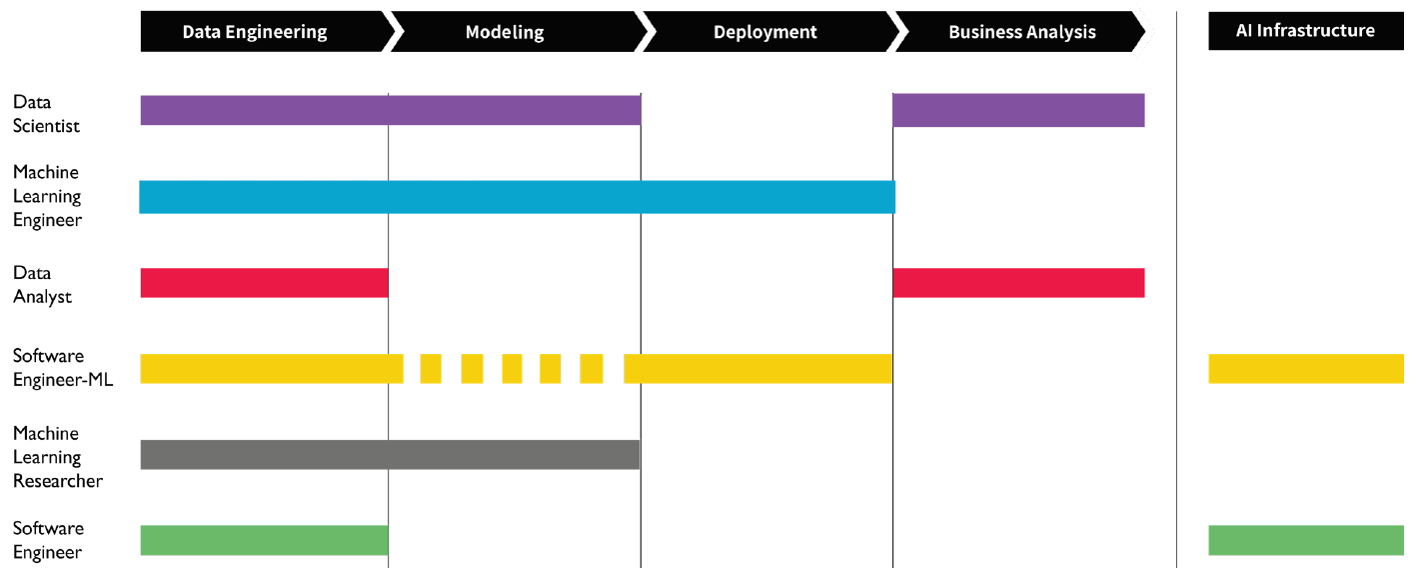 Data Engineering
Modeling
Deployment
Business Analysis
AI Infrastructure
Data
Scientist
Machine
Learning
Engineer
Data
Analyst
Software
Engineer-ML
Machine
Learning
Researcher
Software
Engineer